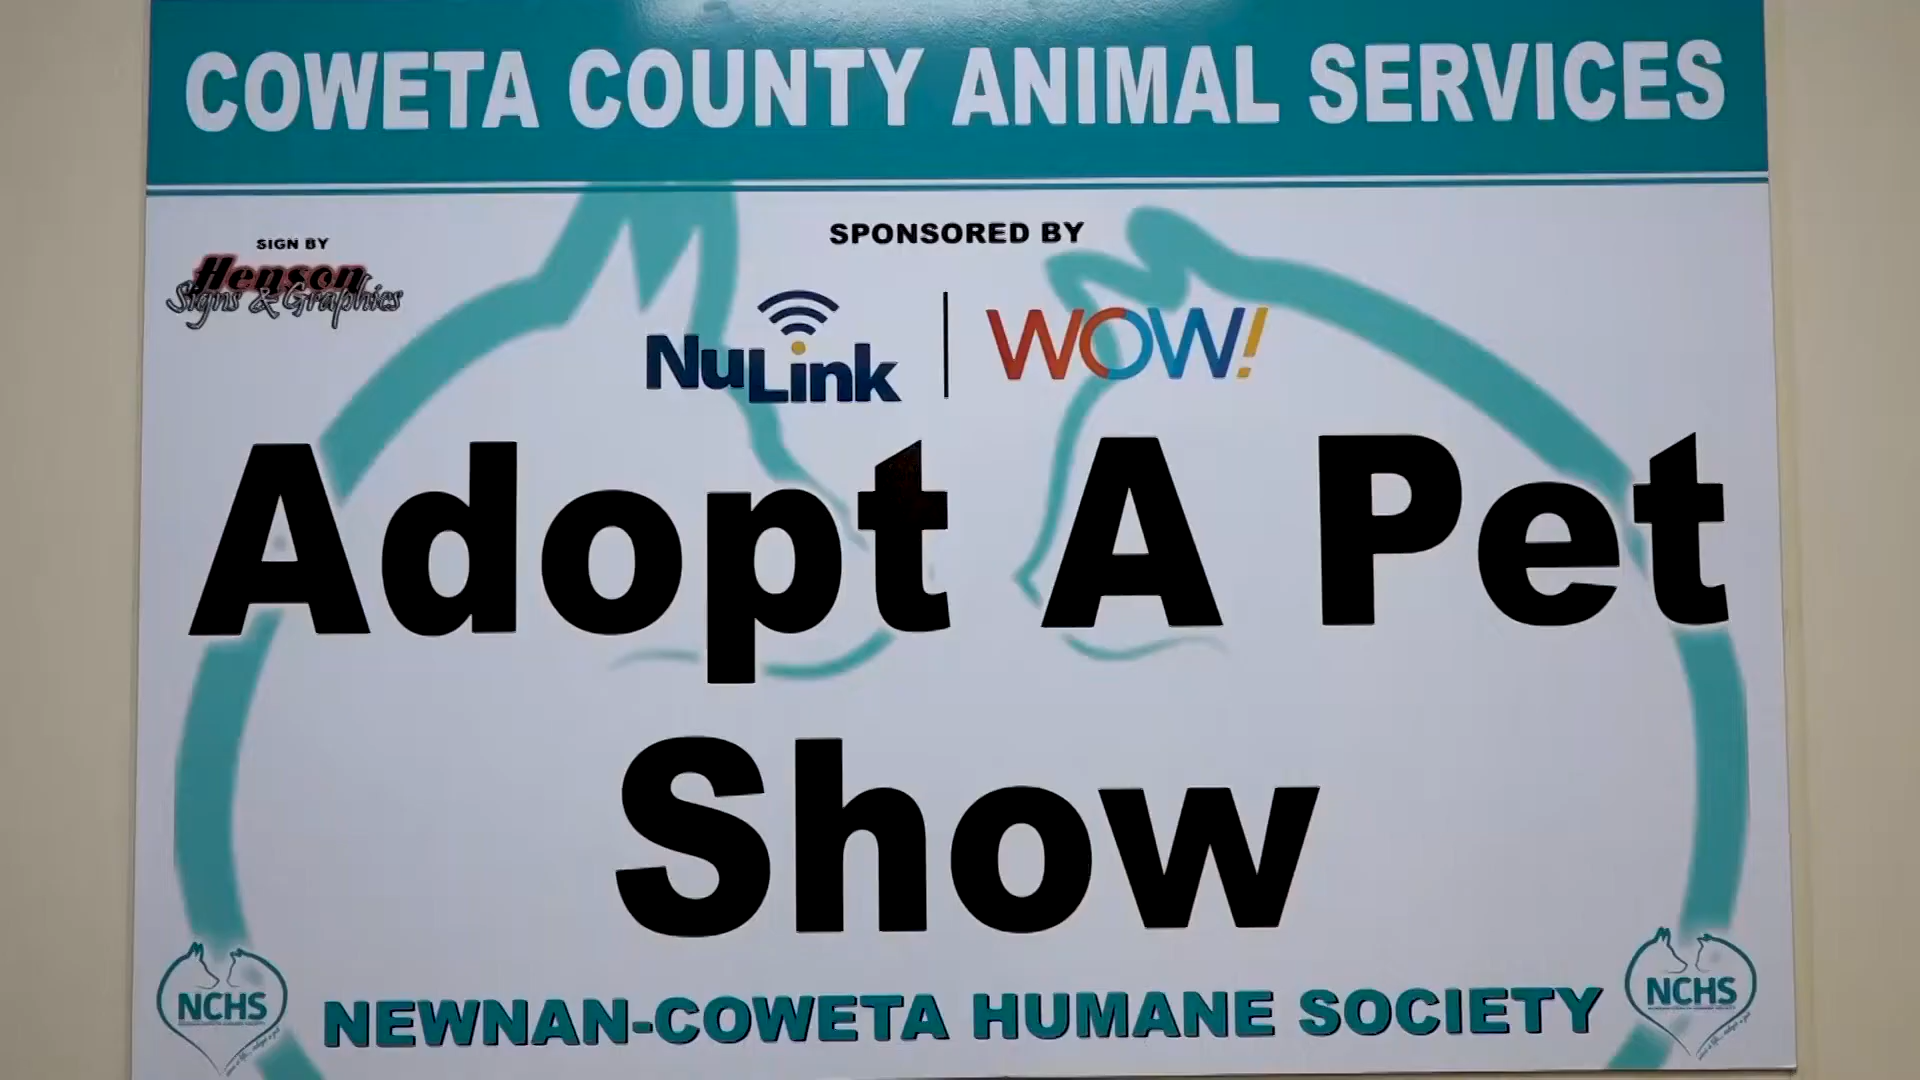 COWETA COUNTY ANIMAL SERVICES
SIGN BY
Henson
Signs & Graphics
SPONSORED BY
NuLink
WOW!
Adopt A Pet
Show
NCHS
NEWNAN-COWETA HUMANE SOCIETY
NCHS